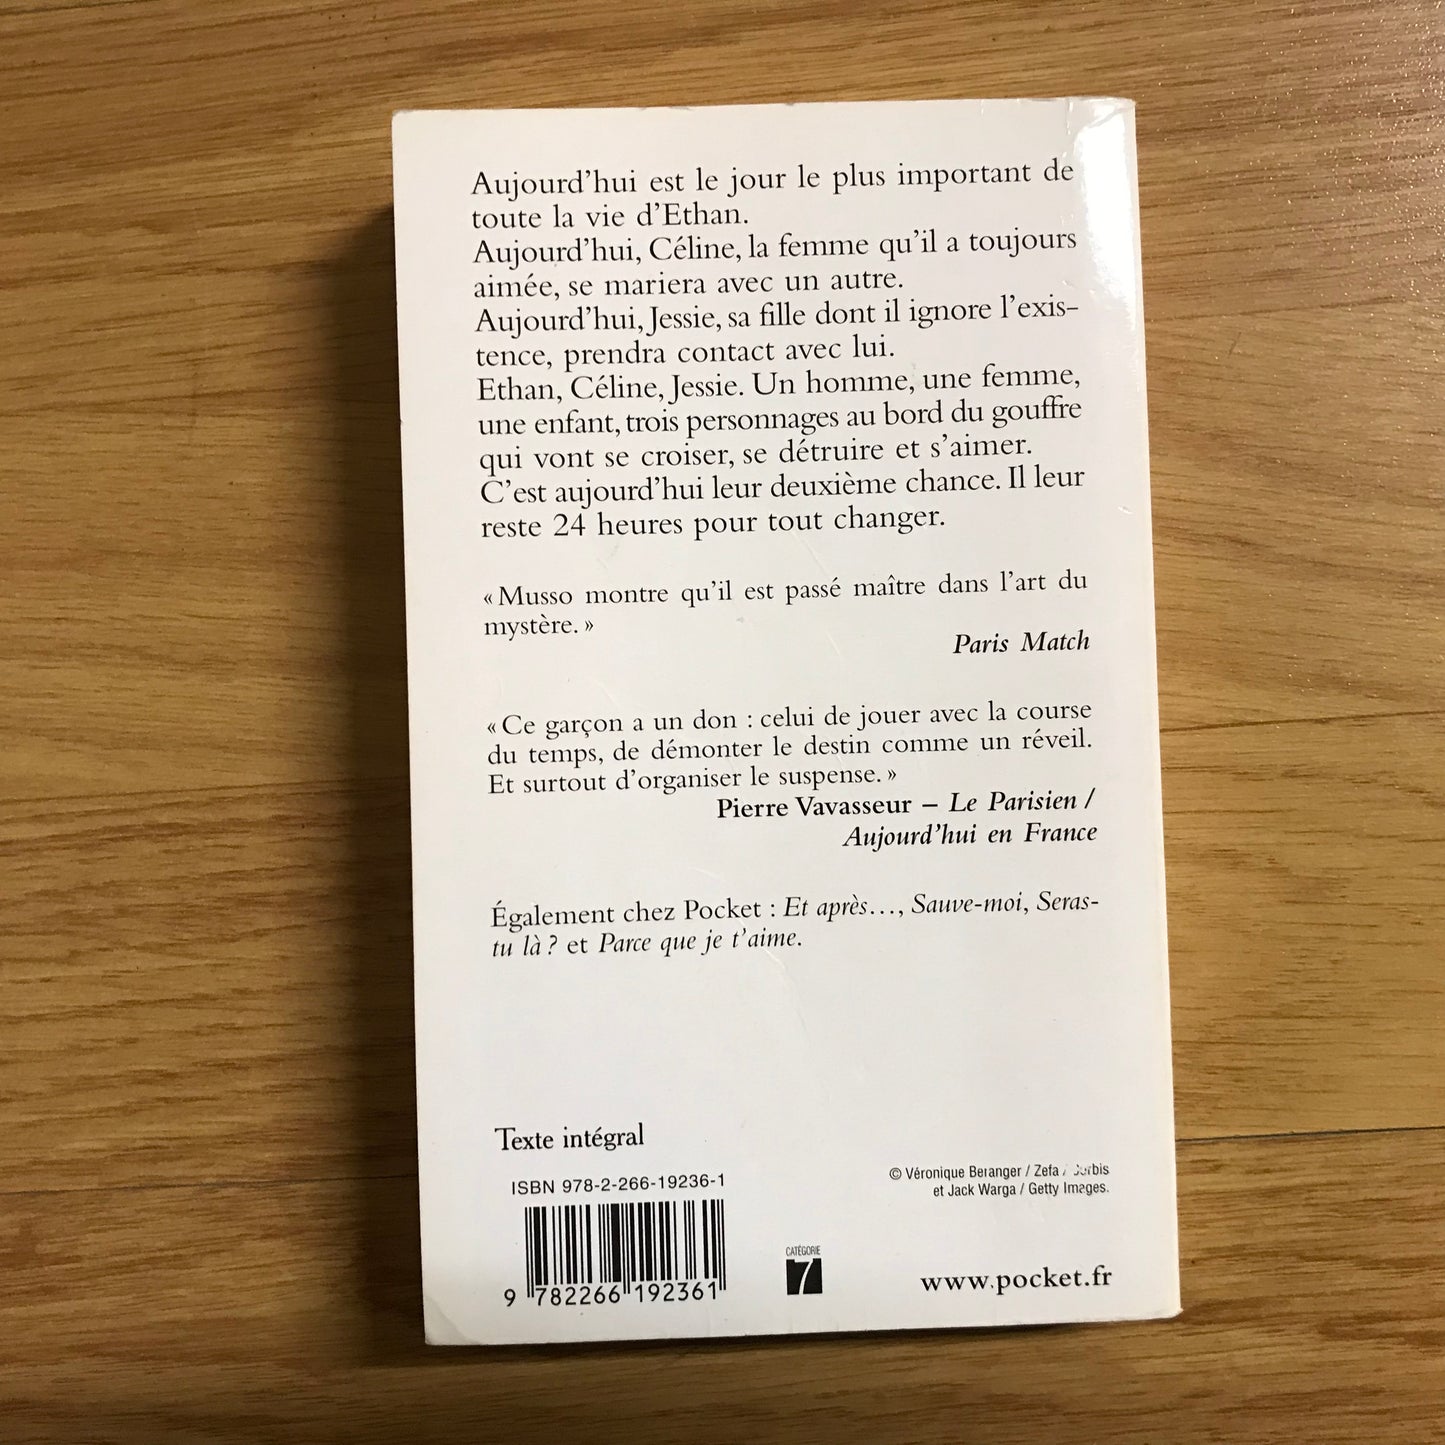 Aujourd'hui est le jour le plus important de
toute la vie d'Ethan.
Aujourd'hui, Céline, la femme qu'il a toujours
aimée, se mariera avec un autre.
Aujourd'hui, Jessie, sa fille dont il ignore l'exis-
tence, prendra contact avec lui.
Ethan, Céline, Jessie. Un homme, une femme,
une enfant, trois personnages au bord du gouffre
qui vont se croiser, se détruire et s'aimer.
C'est aujourd'hui leur deuxième chance. Il leur
reste 24 heures pour tout changer.
« Musso montre qu'il est passé maître dans l'art du
mystère. »
Paris Match
« Ce garçon a un don : celui de jouer avec la course
du temps, de démonter le destin comme un réveil.
Et surtout d'organiser le suspense. »
Pierre Vavasseur – Le Parisien /
Aujourd'hui en France
Également chez Pocket : Et après…, Sauve-moi, Seras-
tu là ? et Parce que je t'aime.
Texte intégral
ISBN 978-2-266-19236-1
9 782266 192361
CATÉGORIE
7
© Véronique Beranger / Zefa / Corbis
et Jack Warga / Getty Images.
www.pocket.fr